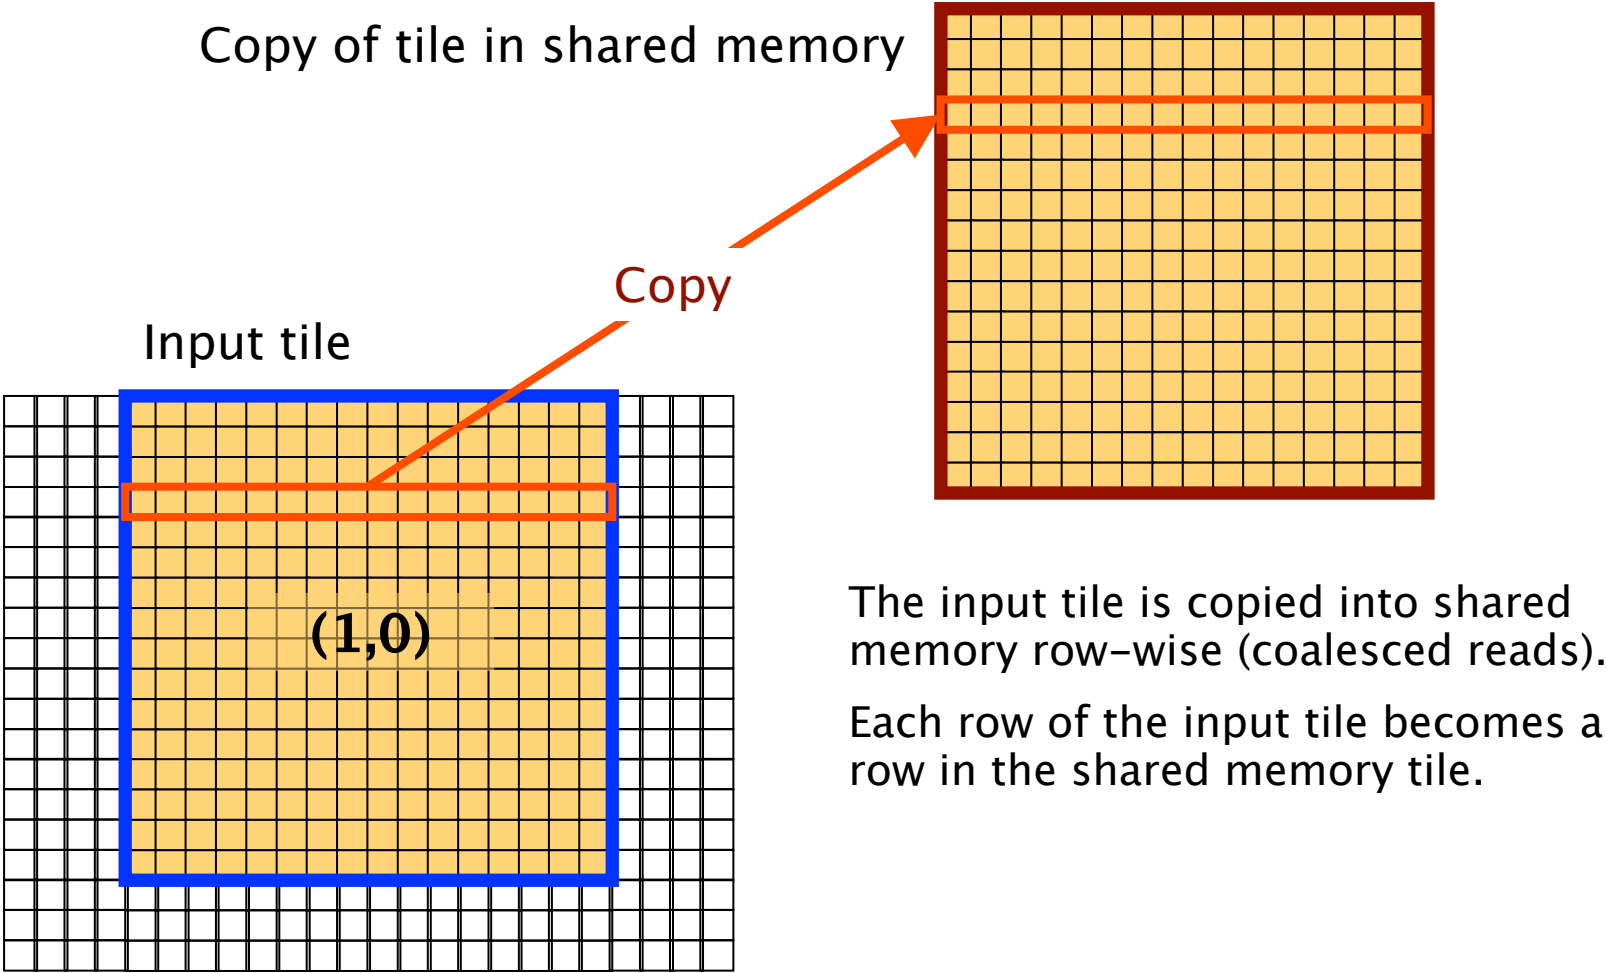 Copy of tile in shared memory
Copy
Input tile
(1,0)
The input tile is copied into shared
memory row-wise (coalesced reads).
Each row of the input tile becomes a
row in the shared memory tile.